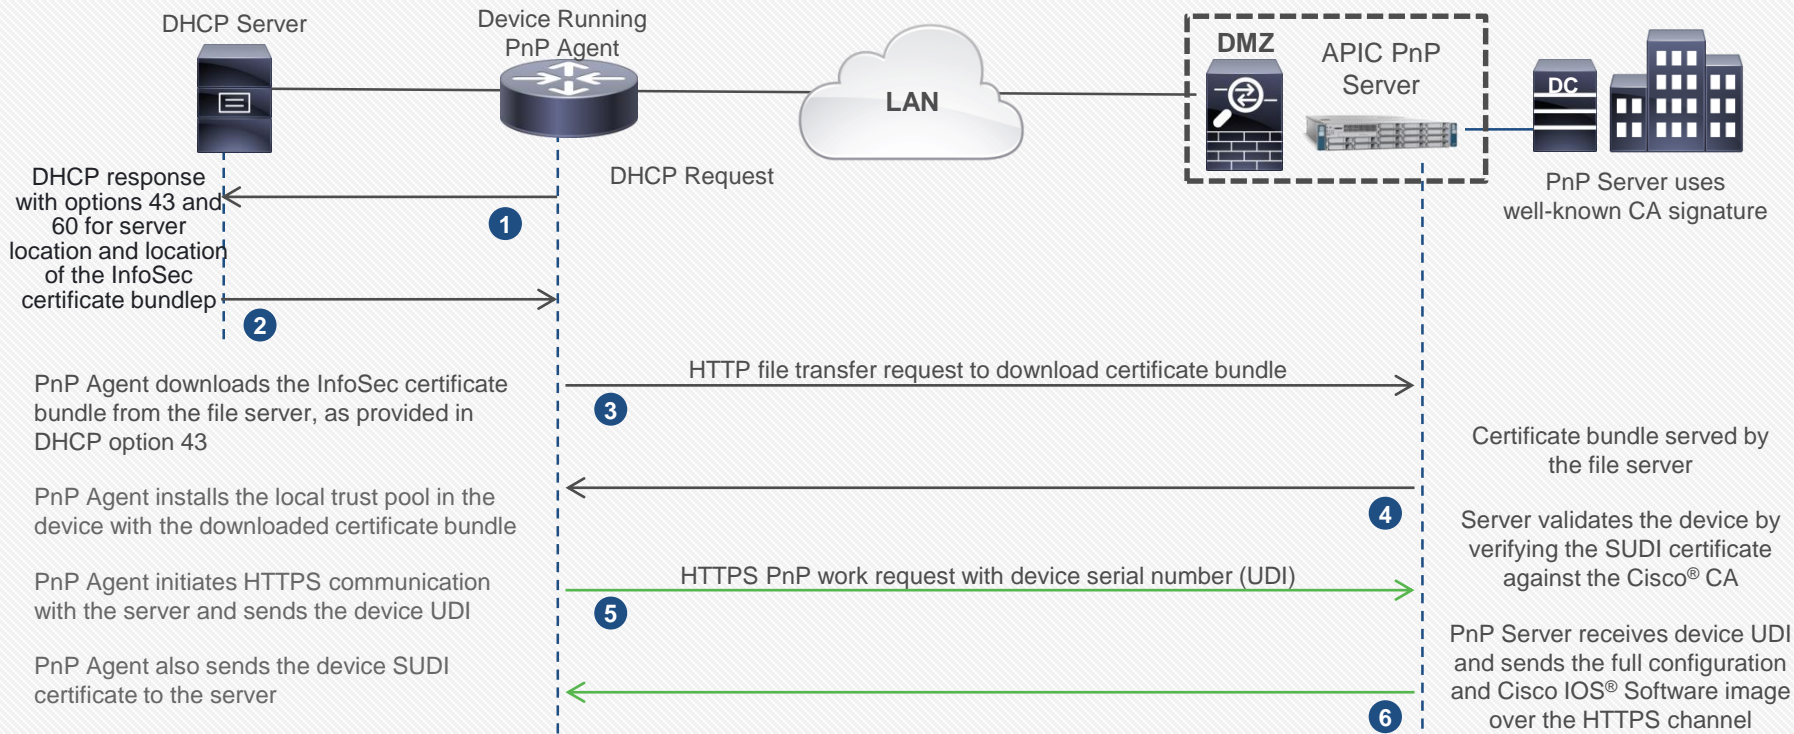 DHCP Server
Device Running
PnP Agent
LAN
DMZ
APIC PnP
Server
DC
PnP Server uses
well-known CA signature
DHCP Request
DHCP response
with options 43 and
60 for server
location and location
of the InfoSec
certificate bundlep
1
2
PnP Agent downloads the InfoSec certificate
bundle from the file server, as provided in
DHCP option 43
HTTP file transfer request to download certificate bundle
3
Certificate bundle served by
the file server
PnP Agent installs the local trust pool in the
device with the downloaded certificate bundle
4
Server validates the device by
verifying the SUDI certificate
against the Cisco® CA
PnP Agent initiates HTTPS communication
with the server and sends the device UDI
HTTPS PnP work request with device serial number (UDI)
5
PnP Agent also sends the device SUDI
certificate to the server
6
PnP Server receives device UDI
and sends the full configuration
and Cisco IOS® Software image
over the HTTPS channel